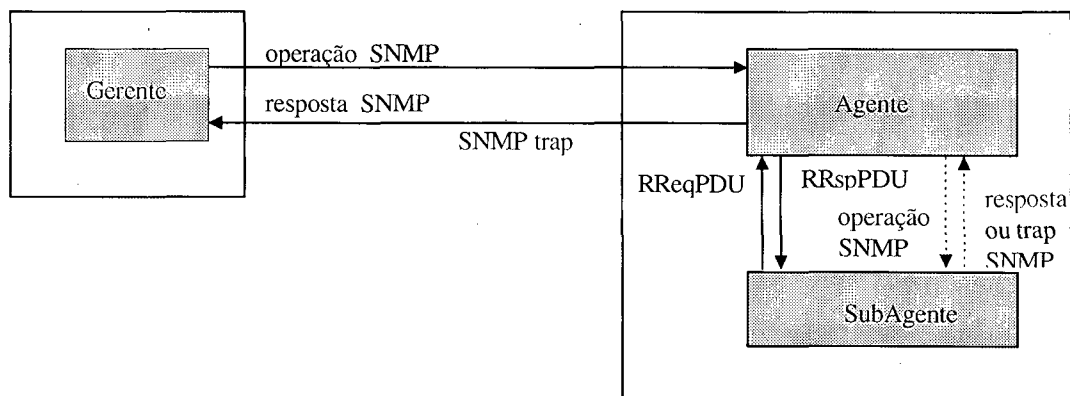 operação SNMP
Gerente
resposta SNMP
SNMP trap
Agente
RReqPDU
RRspPDU
operação
SNMP
resposta
ou trap
SNMP
SubAgente